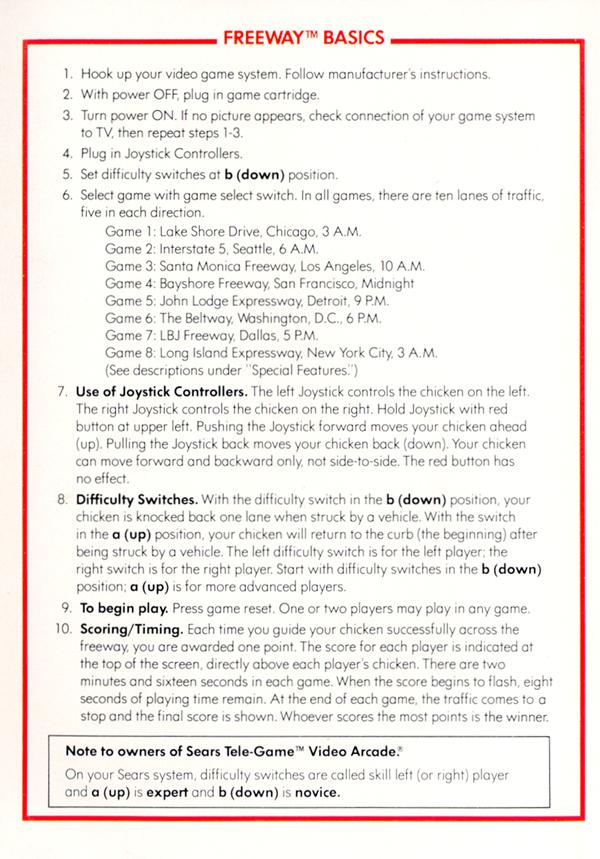 FREEWAY™ BASICS
1. Hook up your video game system. Follow manufacturer's instructions.
2. With power OFF, plug in game cartridge.
3. Turn power ON. If no picture appears, check connection of your game system
to TV, then repeat steps 1-3.
4. Plug in Joystick Controllers.
5. Set difficulty switches at b (down) position.
6. Select game with game select switch. In all games, there are ten lanes of traffic,
five in each direction.
Game 1: Lake Shore Drive, Chicago, 3 A.M.
Game 2: Interstate 5, Seattle, 6 A.M.
Game 3: Santa Monica Freeway, Los Angeles, 10 A.M.
Game 4: Bayshore Freeway, San Francisco, Midnight
Game 5: John Lodge Expressway, Detroit, 9 P.M.
Game 6: The Beltway, Washington, D.C., 6 P.M.
Game 7: LBJ Freeway, Dallas, 5 P.M.
Game 8: Long Island Expressway, New York City, 3 A.M.
(See descriptions under "Special Features.")
7. Use of Joystick Controllers. The left Joystick controls the chicken on the left.
The right Joystick controls the chicken on the right. Hold Joystick with red
button at upper left. Pushing the Joystick forward moves your chicken ahead
(up). Pulling the Joystick back moves your chicken back (down). Your chicken
can move forward and backward only, not side-to-side. The red button has
no effect.
8. Difficulty Switches. With the difficulty switch in the b (down) position, your
chicken is knocked back one lane when struck by a vehicle. With the switch
in the a (up) position, your chicken will return to the curb (the beginning) after
being struck by a vehicle. The left difficulty switch is for the left player; the
right switch is for the right player. Start with difficulty switches in the b (down)
position; a (up) is for more advanced players.
9. To begin play. Press game reset. One or two players may play in any game.
10. Scoring/Timing. Each time you guide your chicken successfully across the
freeway, you are awarded one point. The score for each player is indicated at
the top of the screen, directly above each player's chicken. There are two
minutes and sixteen seconds in each game. When the score begins to flash, eight
seconds of playing time remain. At the end of each game, the traffic comes to a
stop and the final score is shown. Whoever scores the most points is the winner.
Note to owners of Sears Tele-Game™ Video Arcade.®
On your Sears system, difficulty switches are called skill left (or right) player
and a (up) is expert and b (down) is novice.